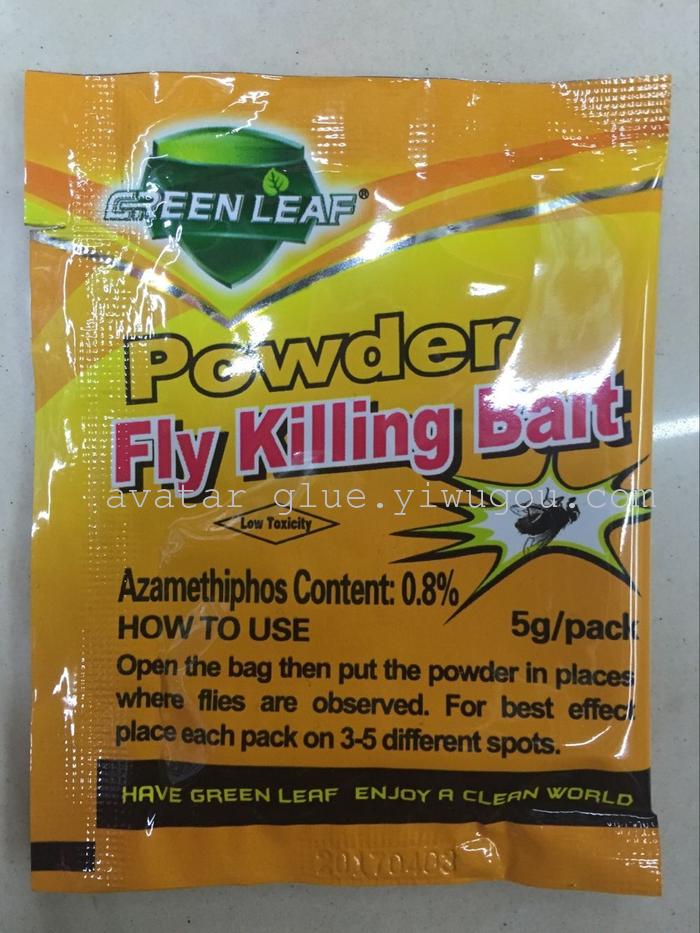 GREEN LEAF®
Powder
Fly Killing Bait
avatar glue.yiwugou.com
Low Toxicity
Azamethiphos Content: 0.8%
HOW TO USE
5g/pack
Open the bag then put the powder in places
where flies are observed. For best effect
place each pack on 3-5 different spots.
HAVE GREEN LEAF ENJOY A CLEAN WORLD
20170403